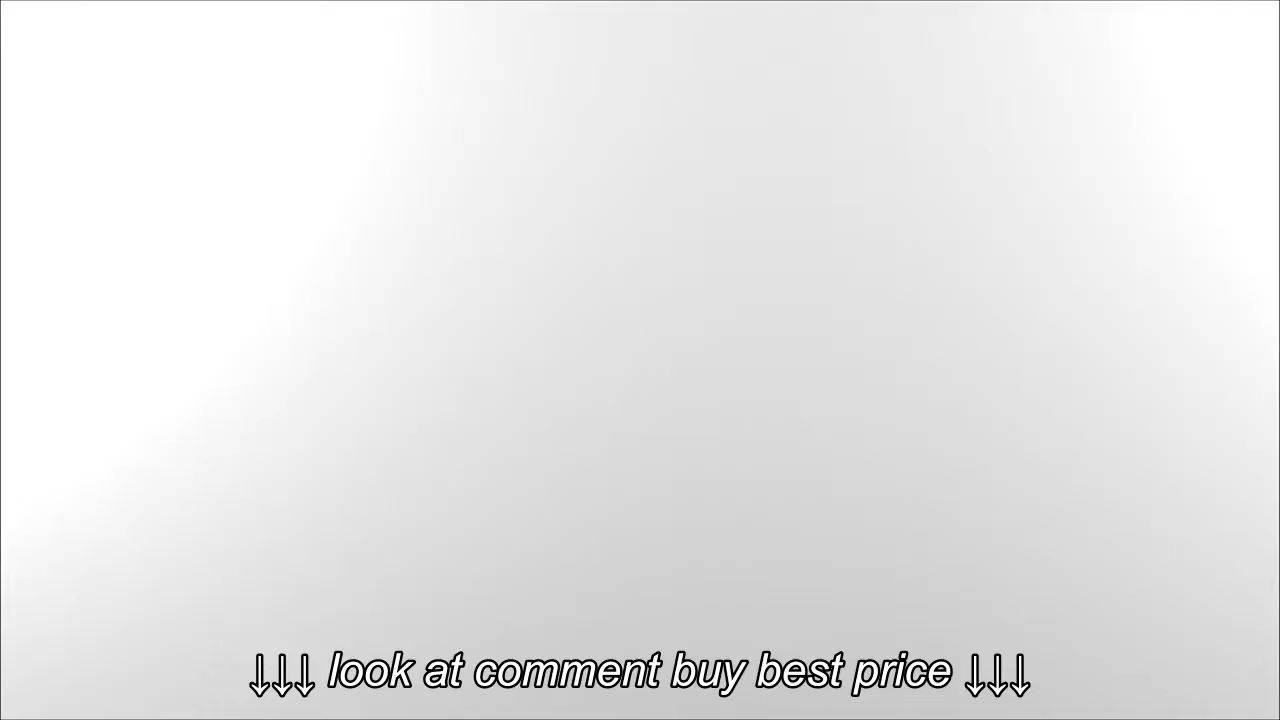 ↓↓↓ look at comment buy best price ↓↓↓